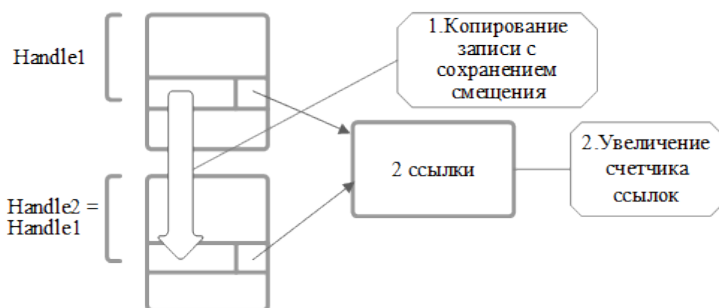 Handle1
1.Копирование
записи с
сохранением
смещения
2 ссылки
2.Увеличение
счетчика
ссылок
Handle2 =
Handle1